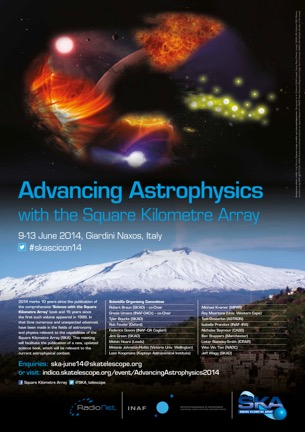 Advancing Astrophysics
with the Square Kilometre Array
9-13 June 2014, Giardini Naxos, Italy
#skascicon14
2014 marks 10 years since the publication of
the comprehensive 'Science with the Square
Kilometre Array' book and 15 years since
the first such volume appeared in 1999. In
that time numerous and unexpected advances
have been made in the fields of astronomy
and physics relevant to the capabilities of the
Square Kilometre Array (SKA). This meeting
will facilitate the publication of a new, updated
science book, which will be relevant to the
current astrophysical context.
Scientific Organising Committee:
Robert Braun (SKAO) - co-Chair
Grazia Umana (INAF-OACt) - co-Chair
Tyler Bourke (SKAO)
Rob Fender (Oxford)
Federica Govoni (INAF-OA Cagliari)
Jimi Green (SKAO)
Melvin Hoare (Leeds)
Melanie Johnston-Hollitt (Victoria Univ. Wellington)
Leon Koopmans (Kapteyn Astronomical Institute)
Michael Kramer (MPIfR)
Roy Maartens (Univ. Western Cape)
Tom Oosterloo (ASTRON)
Isabella Prandoni (INAF-IRA)
Nicholas Seymour (CASS)
Ben Stappers (Manchester)
Lister Staveley-Smith (ICRAR)
Wen Wu Tian (NAOC)
Jeff Wagg (SKAO)
Enquiries: ska-june14@skatelescope.org
or visit: indico.skatelescope.org/event/AdvancingAstrophysics2014
Square Kilometre Array @SKA_telescope
RadioNet
INAF
SKA
SQUARE KILOMETRE ARRAY